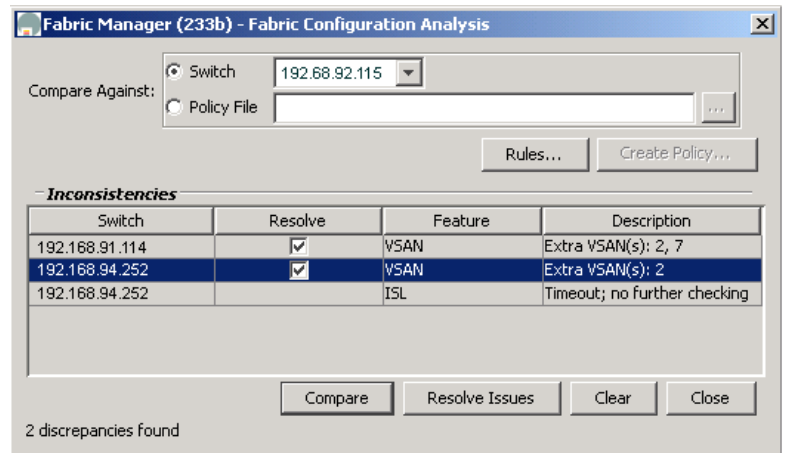 Fabric Manager (233b) - Fabric Configuration Analysis
Compare Against:
Switch 192.68.92.115
Policy File ...
Rules... Create Policy...
Inconsistencies
Switch Resolve Feature Description
192.168.91.114 VSAN Extra VSAN(s): 2, 7
192.168.94.252 VSAN Extra VSAN(s): 2
192.168.94.252 ISL Timeout; no further checking
Compare Resolve Issues Clear Close
2 discrepancies found